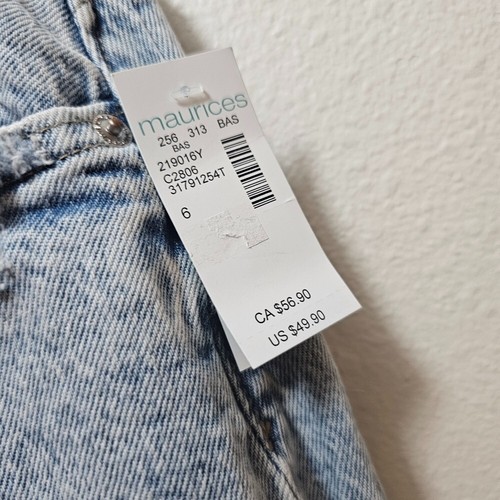 maurices
256 313 BAS
BAS
219016Y
C2806
31791254T
6
CA $56.90
US $49.90